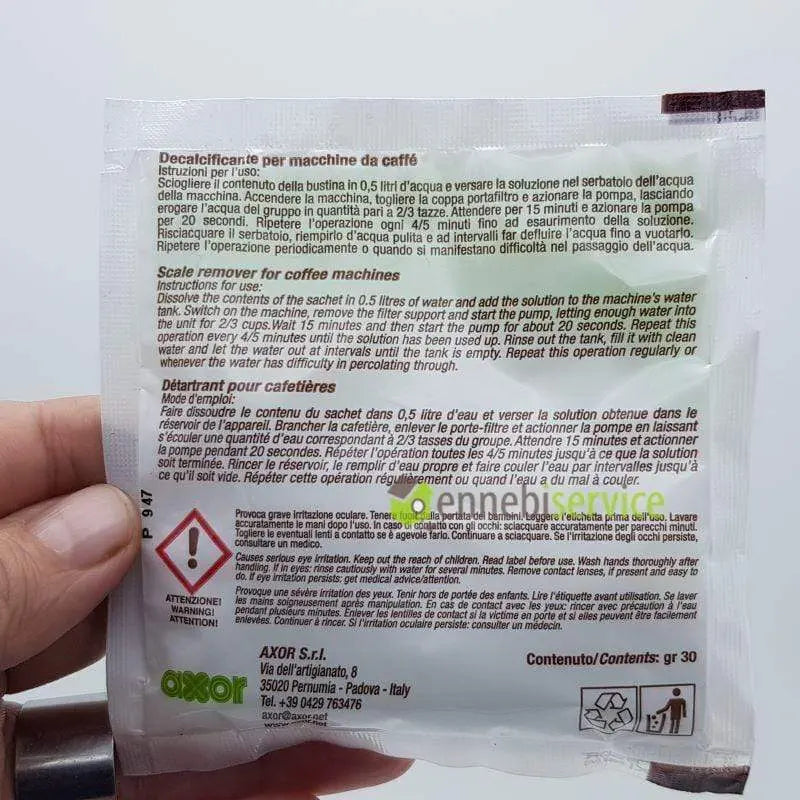 Decalcificante per macchine da caffé
Istruzioni per l'uso:
Sciogliere il contenuto della bustina in 0,5 litri d'acqua e versare la soluzione nel serbatoio dell'acqua
della macchina. Accendere la macchina, togliere la coppa portafiltro e azionare la pompa, lasciando
erogare l'acqua del gruppo in quantità pari a 2/3 tazze. Attendere per 15 minuti e azionare la pompa
per 20 secondi. Ripetere l'operazione ogni 4/5 minuti fino ad esaurimento della soluzione.
Risciacquare il serbatoio, riempirlo d'acqua pulita e ad intervalli far defluire l'acqua fino a vuotarlo.
Ripetere l'operazione periodicamente o quando si manifestano difficoltà nel passaggio dell'acqua.
Scale remover for coffee machines
Instructions for use:
Dissolve the contents of the sachet in 0.5 litres of water and add the solution to the machine's water
tank. Switch on the machine, remove the filter support and start the pump, letting enough water into
the unit for 2/3 cups.Wait 15 minutes and then start the pump for about 20 seconds. Repeat this
operation every 4/5 minutes until the solution has been used up. Rinse out the tank, fill it with clean
water and let the water out at intervals until the tank is empty. Repeat this operation regularly or
whenever the water has difficulty in percolating through.
Détartrant pour cafetières
Mode d'emploi:
Faire dissoudre le contenu du sachet dans 0,5 litre d'eau et verser la solution obtenue dans le
réservoir de l'appareil. Brancher la cafetière, enlever le porte-filtre et actionner la pompe en laissant
s'écouler une quantité d'eau correspondant à 2/3 tasses du groupe. Attendre 15 minutes et actionner
la pompe pendant 20 secondes. Répéter l'opération toutes les 4/5 minutes jusqu'à ce que la solution
soit terminée. Rincer le réservoir, le remplir d'eau propre et faire couler l'eau par intervalles jusqu'à
ce qu'il soit vide. Répéter cette opération régulièrement ou quand l'eau a du mal à couler.
ennebiservice
P 947
Provoca grave irritazione oculare. Tenere fuori dalla portata dei bambini. Leggere l'etichetta prima dell'uso. Lavare
accuratamente le mani dopo l'uso. In caso di contatto con gli occhi: sciacquare accuratamente per parecchi minuti.
Togliere le eventuali lenti a contatto se è agevole farlo. Continuare a sciacquare. Se l'irritazione degli occhi persiste,
consultare un medico.
Causes serious eye irritation. Keep out the reach of children. Read label before use. Wash hands thoroughly after
handling. If in eyes: rinse cautiously with water for several minutes. Remove contact lenses, if present and easy to
do. If eye irritation persists: get medical advice/attention.
Provoque une sévère irritation des yeux. Tenir hors de portée des enfants. Lire l'étiquette avant utilisation. Se laver
les mains soigneusement après manipulation. En cas de contact avec les yeux: rincer avec précaution à l'eau
pendant plusieurs minutes. Enlever les lentilles de contact si la victime en porte et si elles peuvent être facilement
enlevées. Continuer à rincer. Si l'irritation oculaire persiste: consulter un médecin.
ATTENZIONE!
WARNING!
ATTENTION!
axor
AXOR S.r.l.
Via dell'artigianato, 8
35020 Pernumia - Padova - Italy
Tel. +39 0429 763476
axor@axor.net
www.axor.net
Contenuto/Contents: gr 30